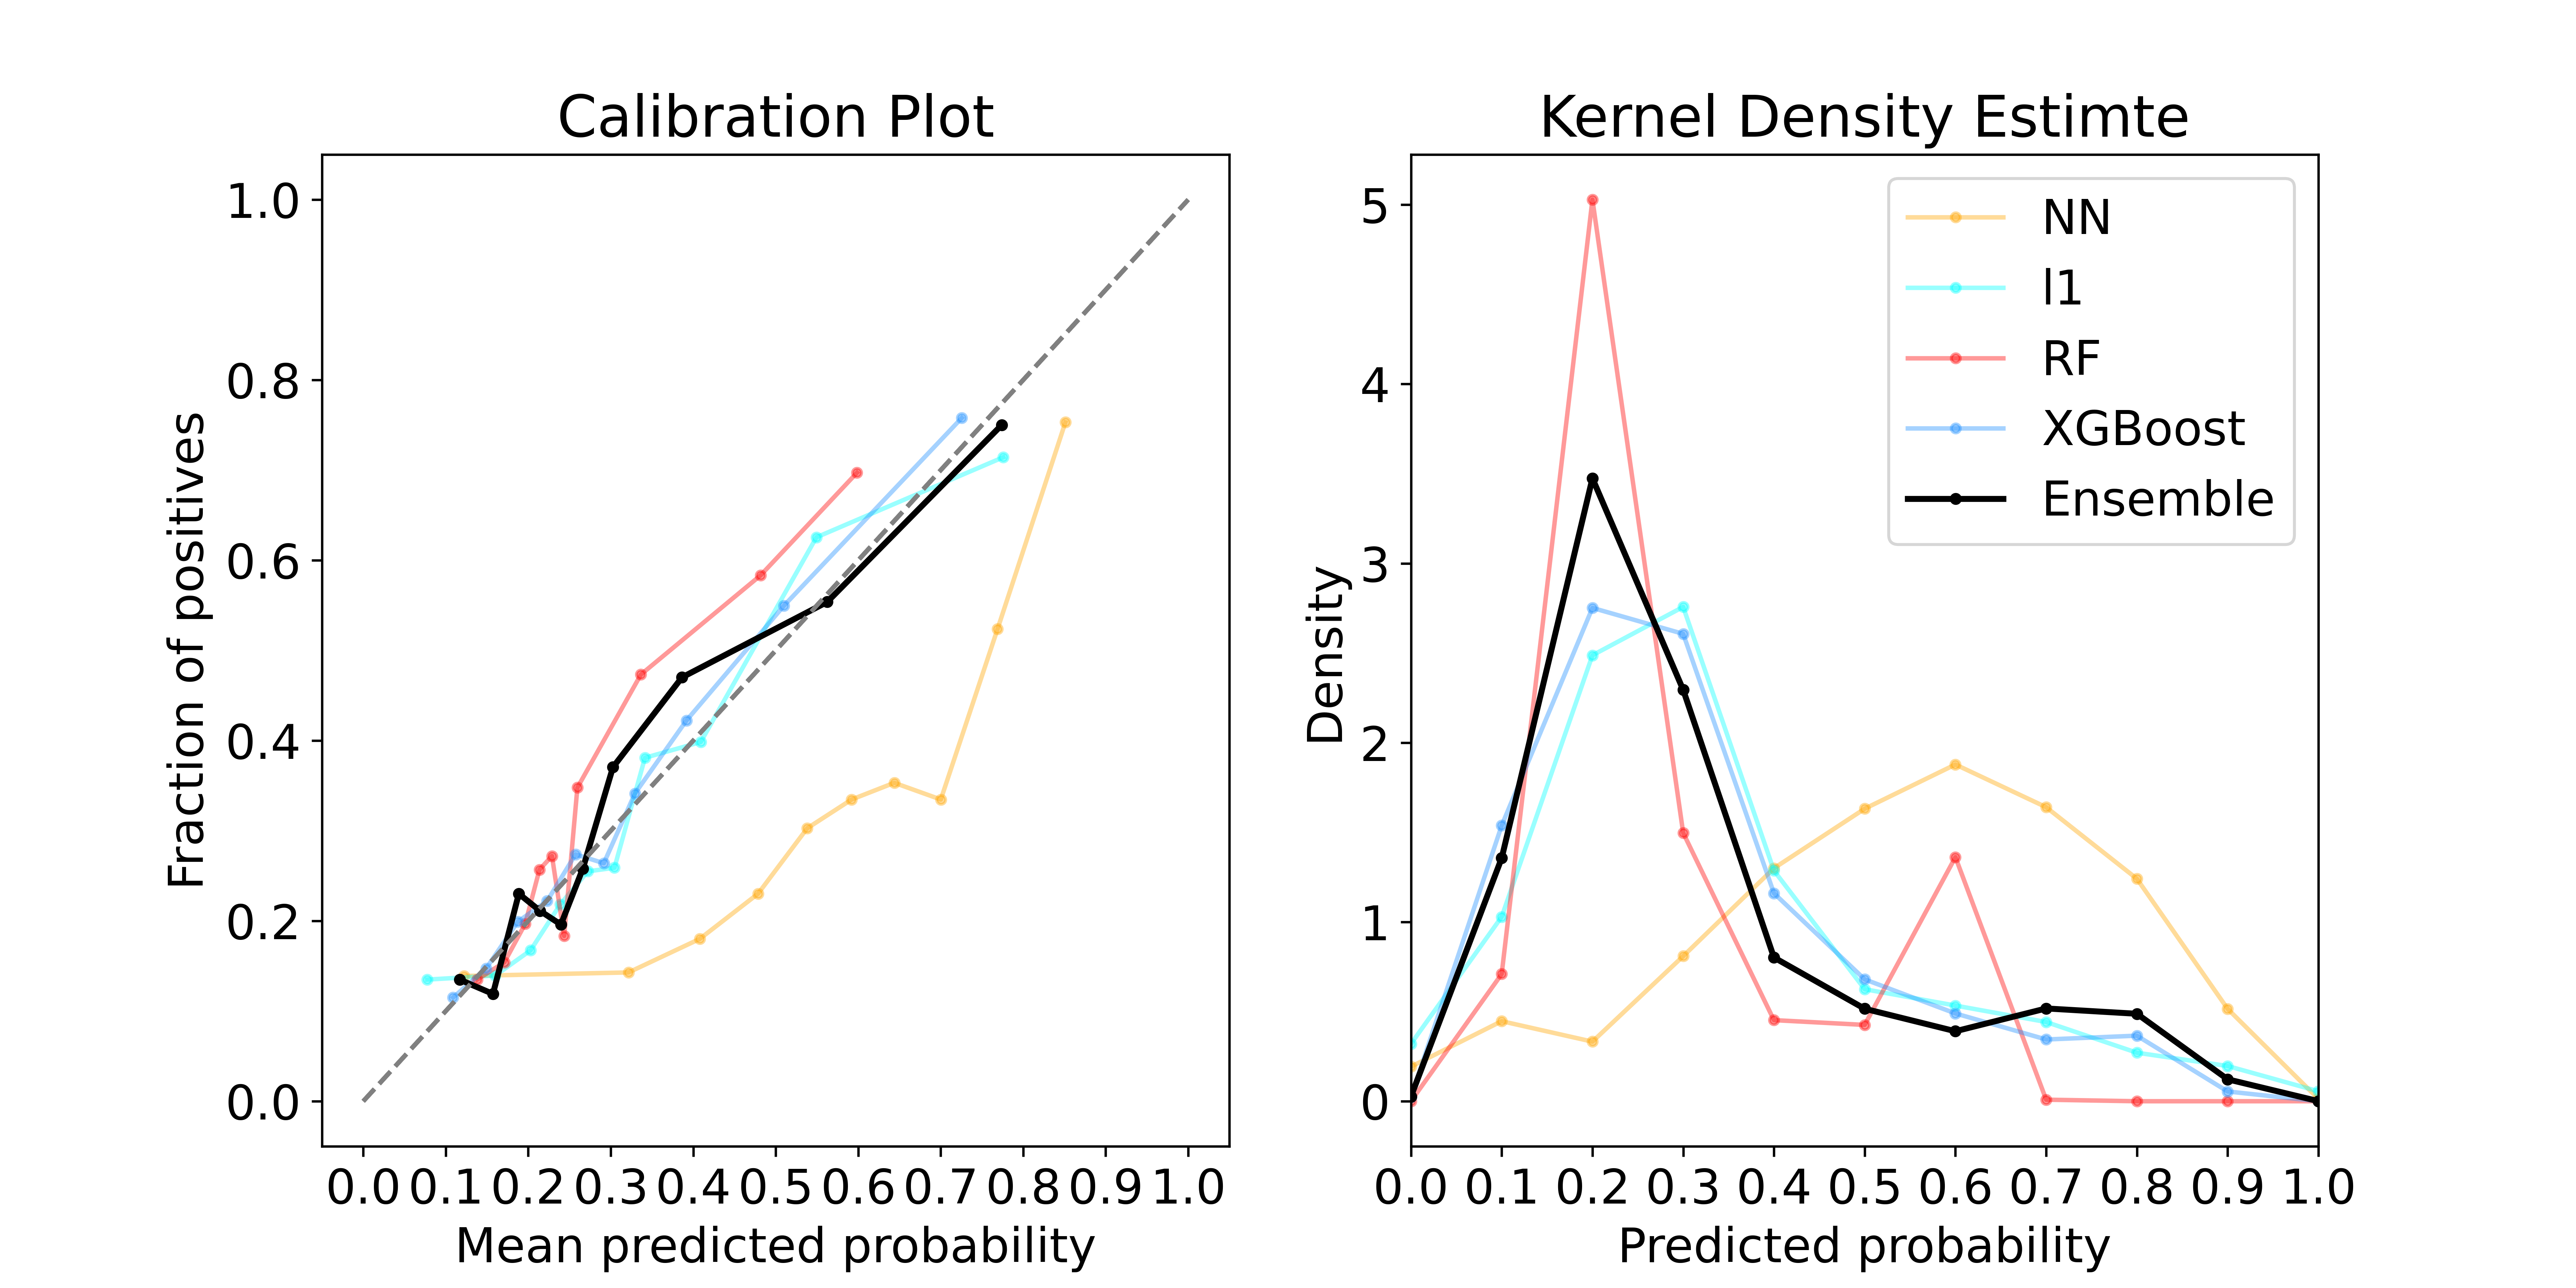 Calibration Plot
1.0
0.8
0.6
0.4
0.2
0.0
Fraction of positives
0.0 0.1 0.2 0.3 0.4 0.5 0.6 0.7 0.8 0.9 1.0
Mean predicted probability
Kernel Density Estimte
5
4
3
2
1
0
Density
NN
l1
RF
XGBoost
Ensemble
0.0 0.1 0.2 0.3 0.4 0.5 0.6 0.7 0.8 0.9 1.0
Predicted probability